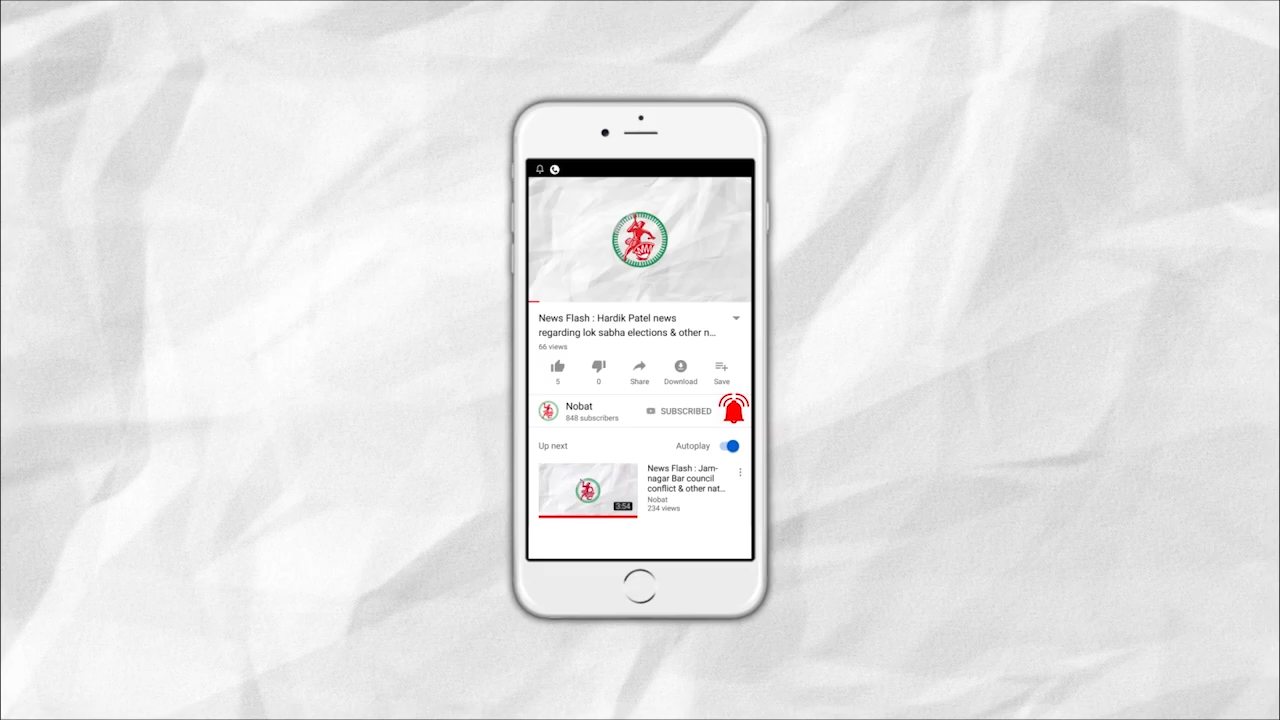 News Flash : Hardik Patel news
regarding lok sabha elections & other n...
66 views
5
0
Share
Download
Save
Nobat
848 subscribers
SUBSCRIBED
Up next
Autoplay
News Flash : Jam-
nagar Bar council
conflict & other nat...
Nobat
234 views
3:54